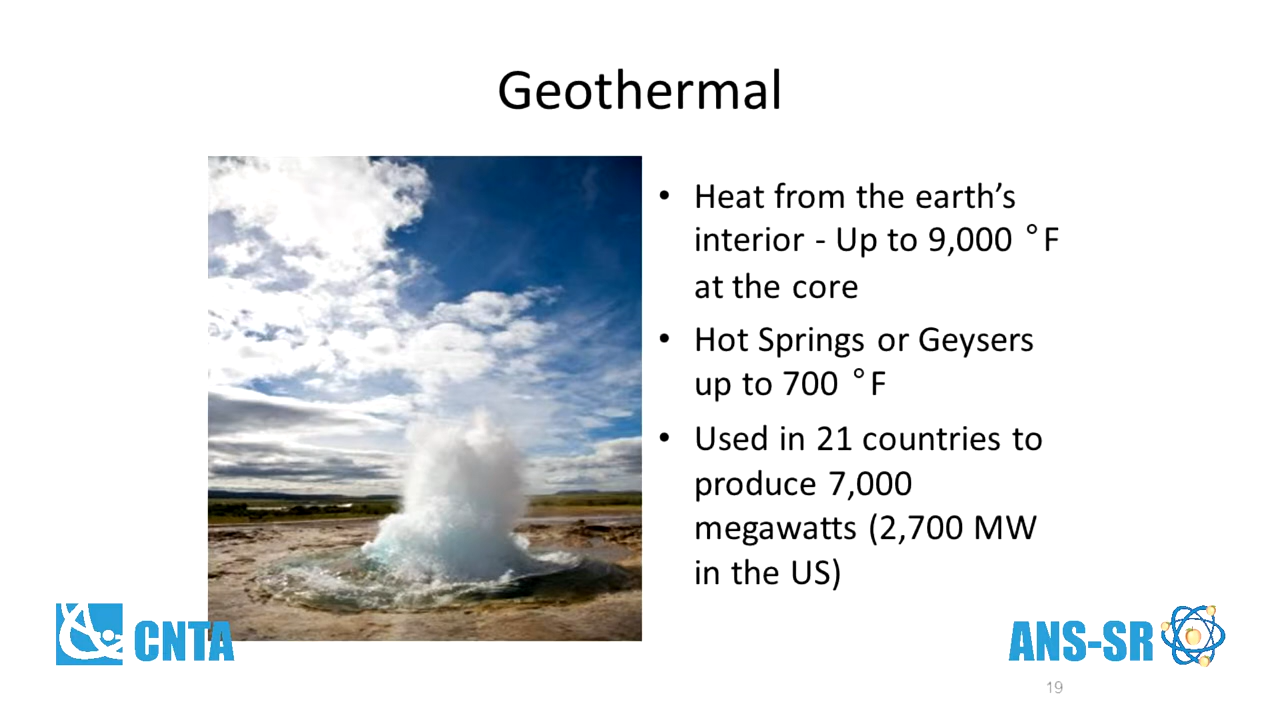 Geothermal
• Heat from the earth’s
interior - Up to 9,000 °F
at the core
• Hot Springs or Geysers
up to 700 °F
• Used in 21 countries to
produce 7,000
megawatts (2,700 MW
in the US)
CNTA
ANS-SR
19